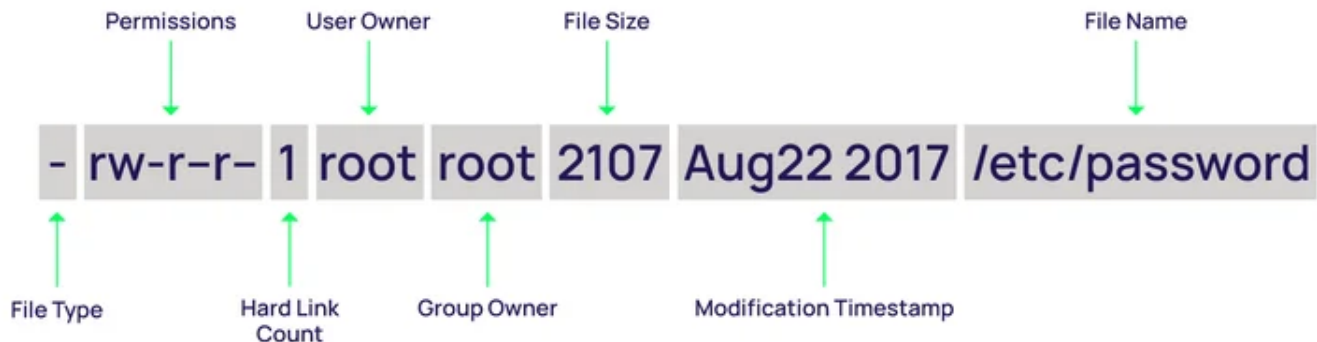 Permissions User Owner File Size File Name
- rw-r–r– 1 root root 2107 Aug22 2017 /etc/password
File Type Hard Link Group Owner Modification Timestamp
Count